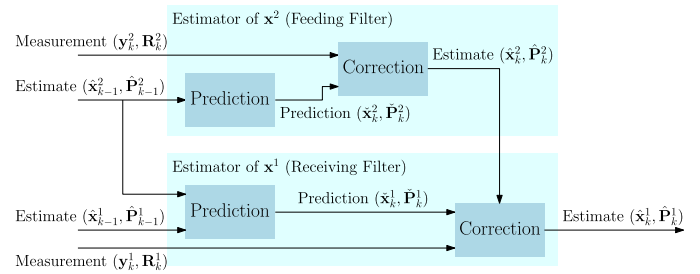 Estimator of x² (Feeding Filter)
Measurement (y²ₖ, R²ₖ)
Correction
Estimate (x̂²ₖ, P̂²ₖ)
Estimate (x̂²ₖ₋₁, P̂²ₖ₋₁)
Prediction
Prediction (x̌²ₖ, P̌²ₖ)
Estimator of x¹ (Receiving Filter)
Prediction
Prediction (x̌¹ₖ, P̌¹ₖ)
Estimate (x̂¹ₖ₋₁, P̂¹ₖ₋₁)
Correction
Estimate (x̂¹ₖ, P̂¹ₖ)
Measurement (y¹ₖ, R¹ₖ)